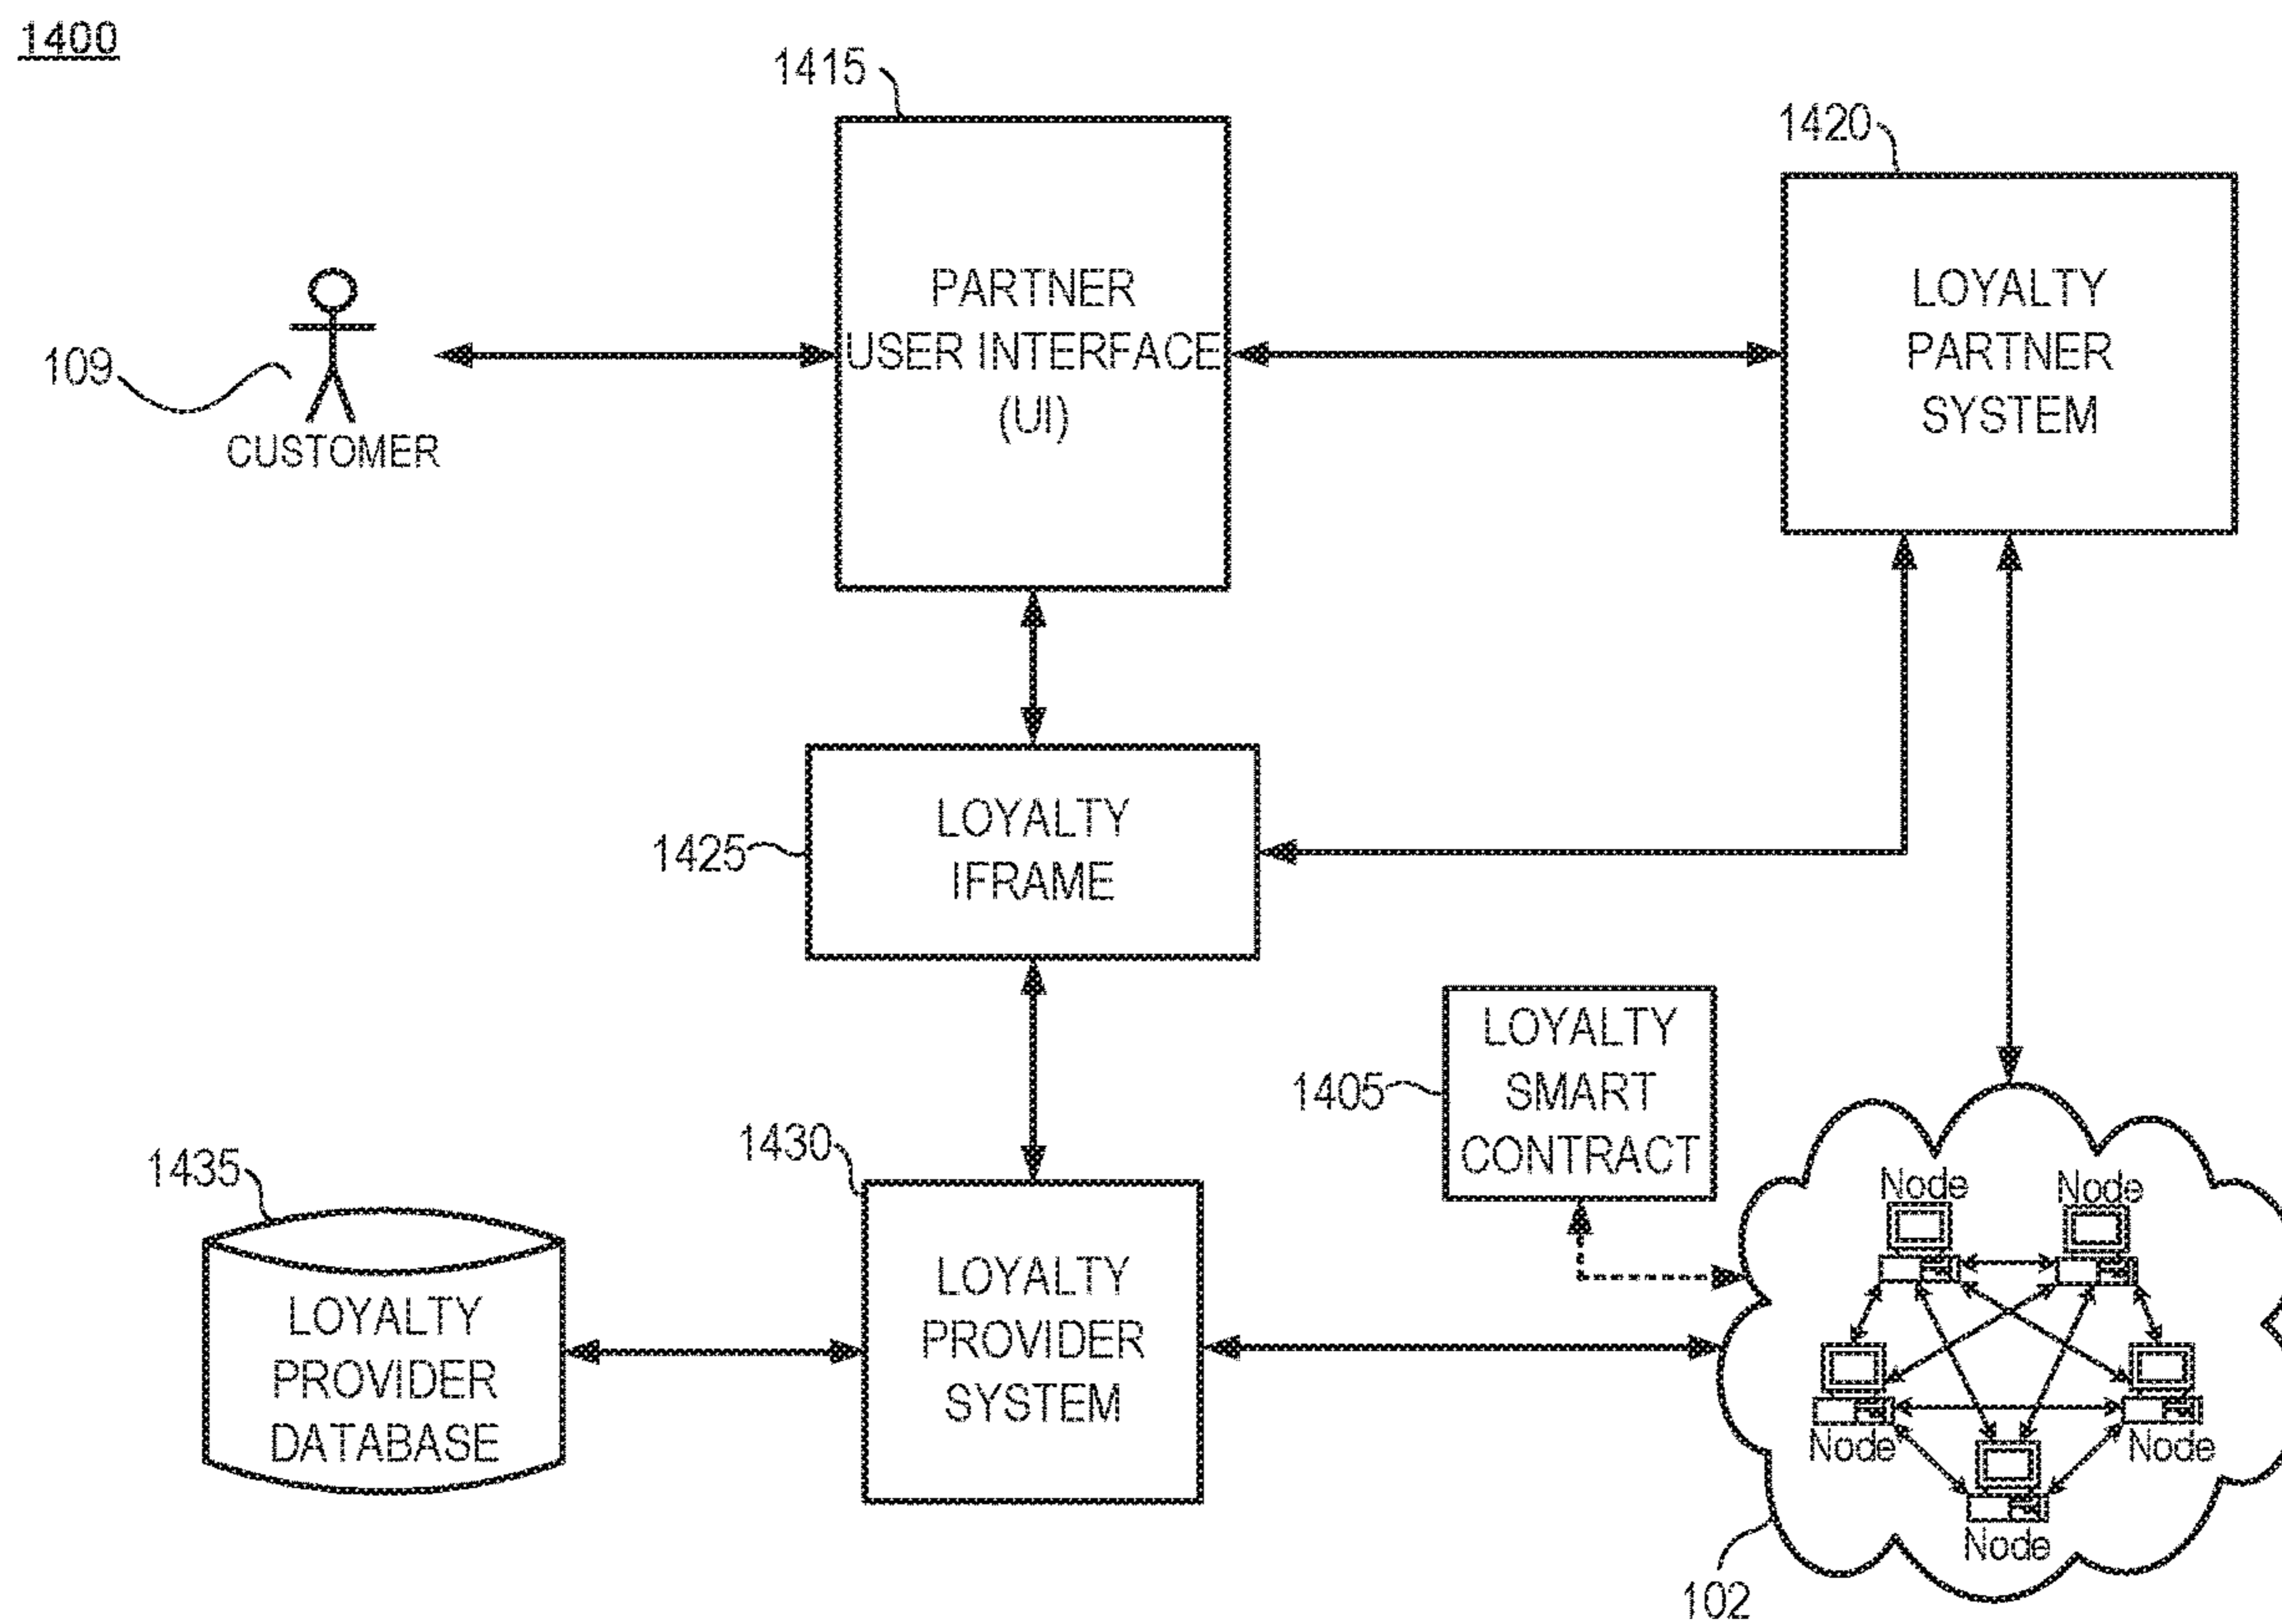 1400
1415
1420
PARTNER
USER INTERFACE
(UI)
LOYALTY
PARTNER
SYSTEM
109
CUSTOMER
1425
LOYALTY
IFRAME
1405
LOYALTY
SMART
CONTRACT
1435
LOYALTY
PROVIDER
DATABASE
1430
LOYALTY
PROVIDER
SYSTEM
Node
Node
Node
Node
Node
102